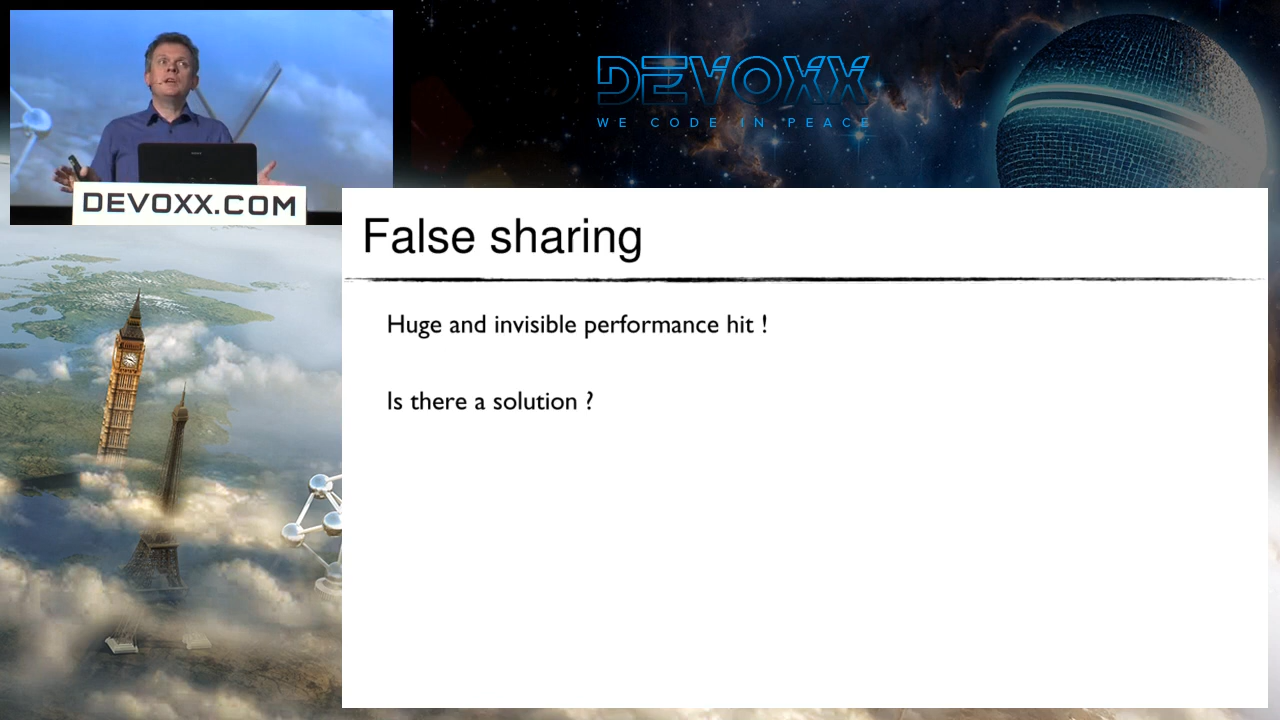 DEVOXX
WE CODE IN PEACE
DEVOXX.COM
False sharing
Huge and invisible performance hit !
Is there a solution ?